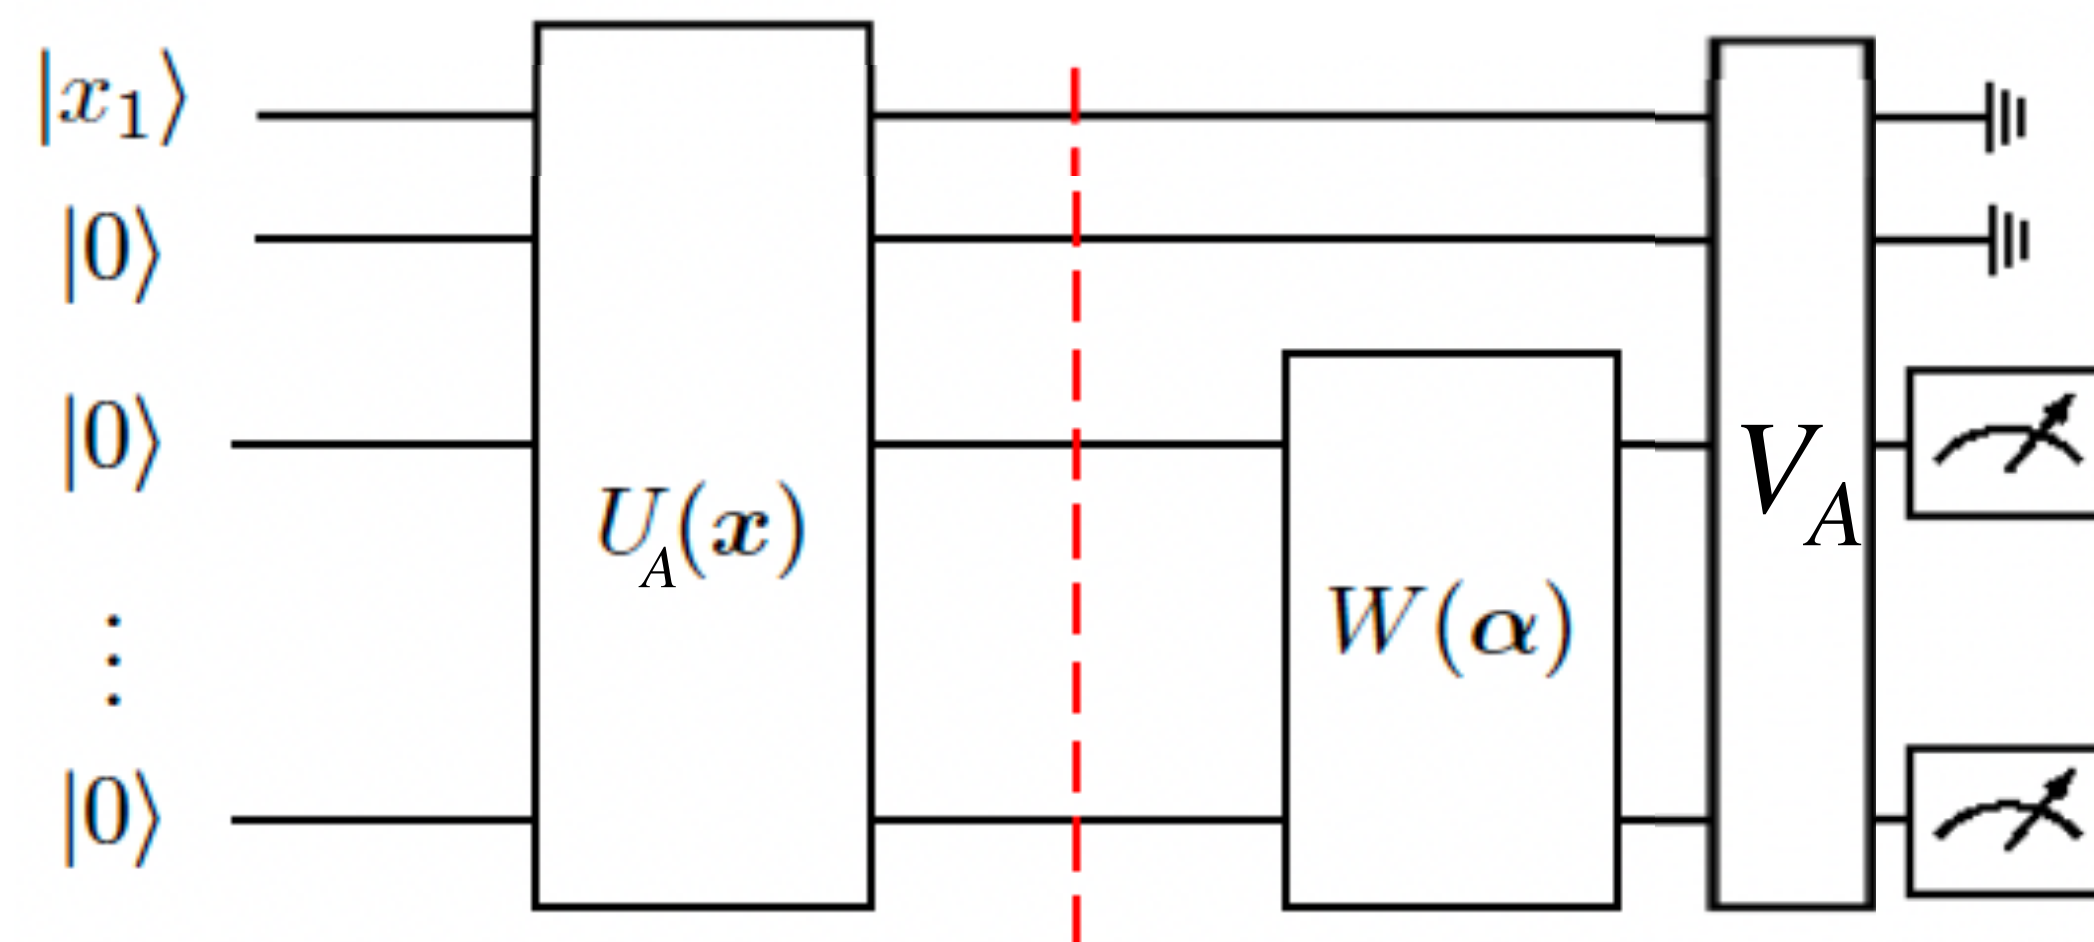 |x₁⟩
|0⟩
|0⟩
U_A(x)
V_A
W(α)
⋮
|0⟩